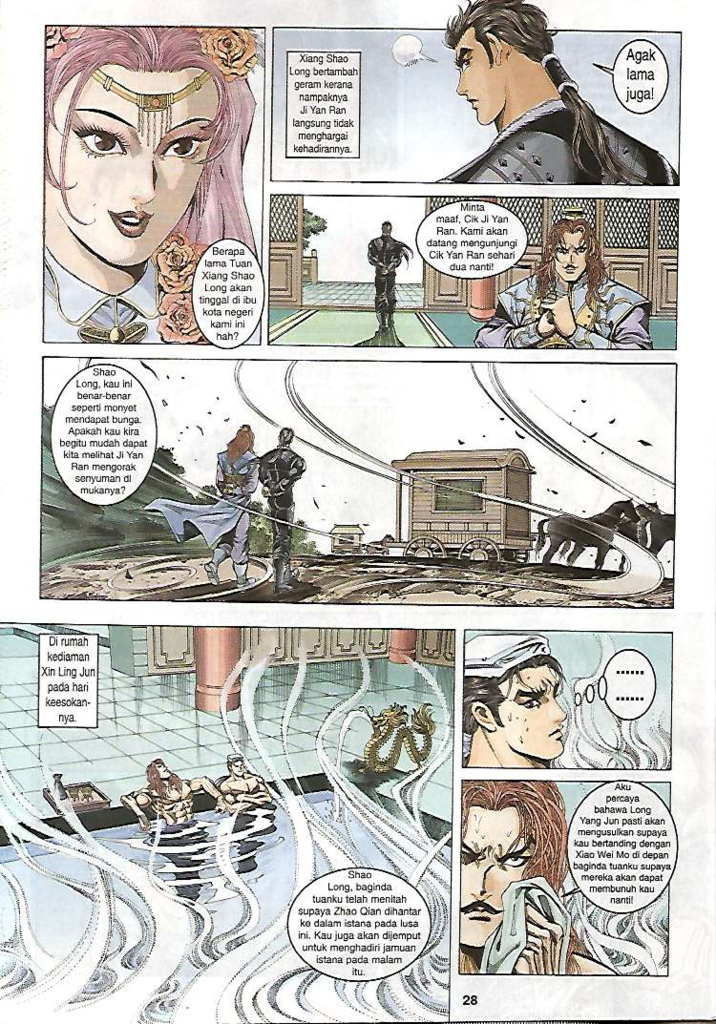 Berapa
lama Tuan
Xiang Shao
Long akan
tinggal di ibu
kota negeri
kami ini
hah?
Xiang Shao
Long bertambah
geram kerana
nampaknya
Ji Yan Ran
langsung tidak
menghargai
kehadirannya.
Agak
lama
juga!
Minta
maaf, Cik Ji Yan
Ran. Kami akan
datang mengunjungi
Cik Ji Yan Ran sehari
dua nanti!
Shao
Long, kau ini
benar-benar
seperti monyet
mendapat bunga.
Apakah kau kira
begitu mudah dapat
kita melihat Ji Yan
Ran mengorak
senyuman di
mukanya?
Di rumah
kediaman
Xin Ling Jun
pada hari
keesokan-
nya.
Shao
Long, baginda
tuanku telah menitah
supaya Zhao Qian dihantar
ke dalam istana pada lusa
ini. Kau juga akan dijemput
untuk menghadiri jamuan
istana pada malam
itu.
......
......
Aku
percaya
bahawa Long
Yang Jun pasti akan
mengusulkan supaya
kau bertanding dengan
Xiao Wei Mo di depan
baginda tuanku supaya
mereka akan dapat
membunuh kau
nanti!
28